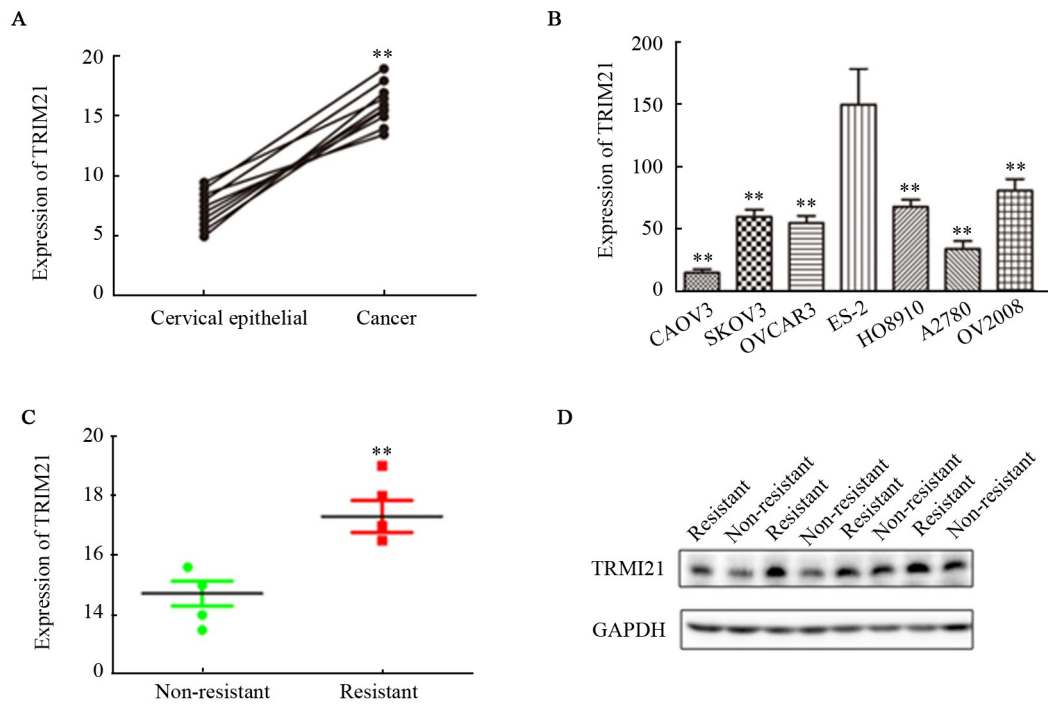 A
Expression of TRIM21
20
15
10
5
0
**
Cervical epithelial
Cancer
B
Expression of TRIM21
200
150
100
50
0
**
**
**
**
**
**
CAOV3
SKOV3
OVCAR3
ES-2
HO8910
A2780
OV2008
C
Expression of TRIM21
20
18
16
14
0
**
Non-resistant
Resistant
D
Resistant
Non-resistant
Resistant
Non-resistant
Resistant
Non-resistant
Resistant
Non-resistant
TRMI21
GAPDH